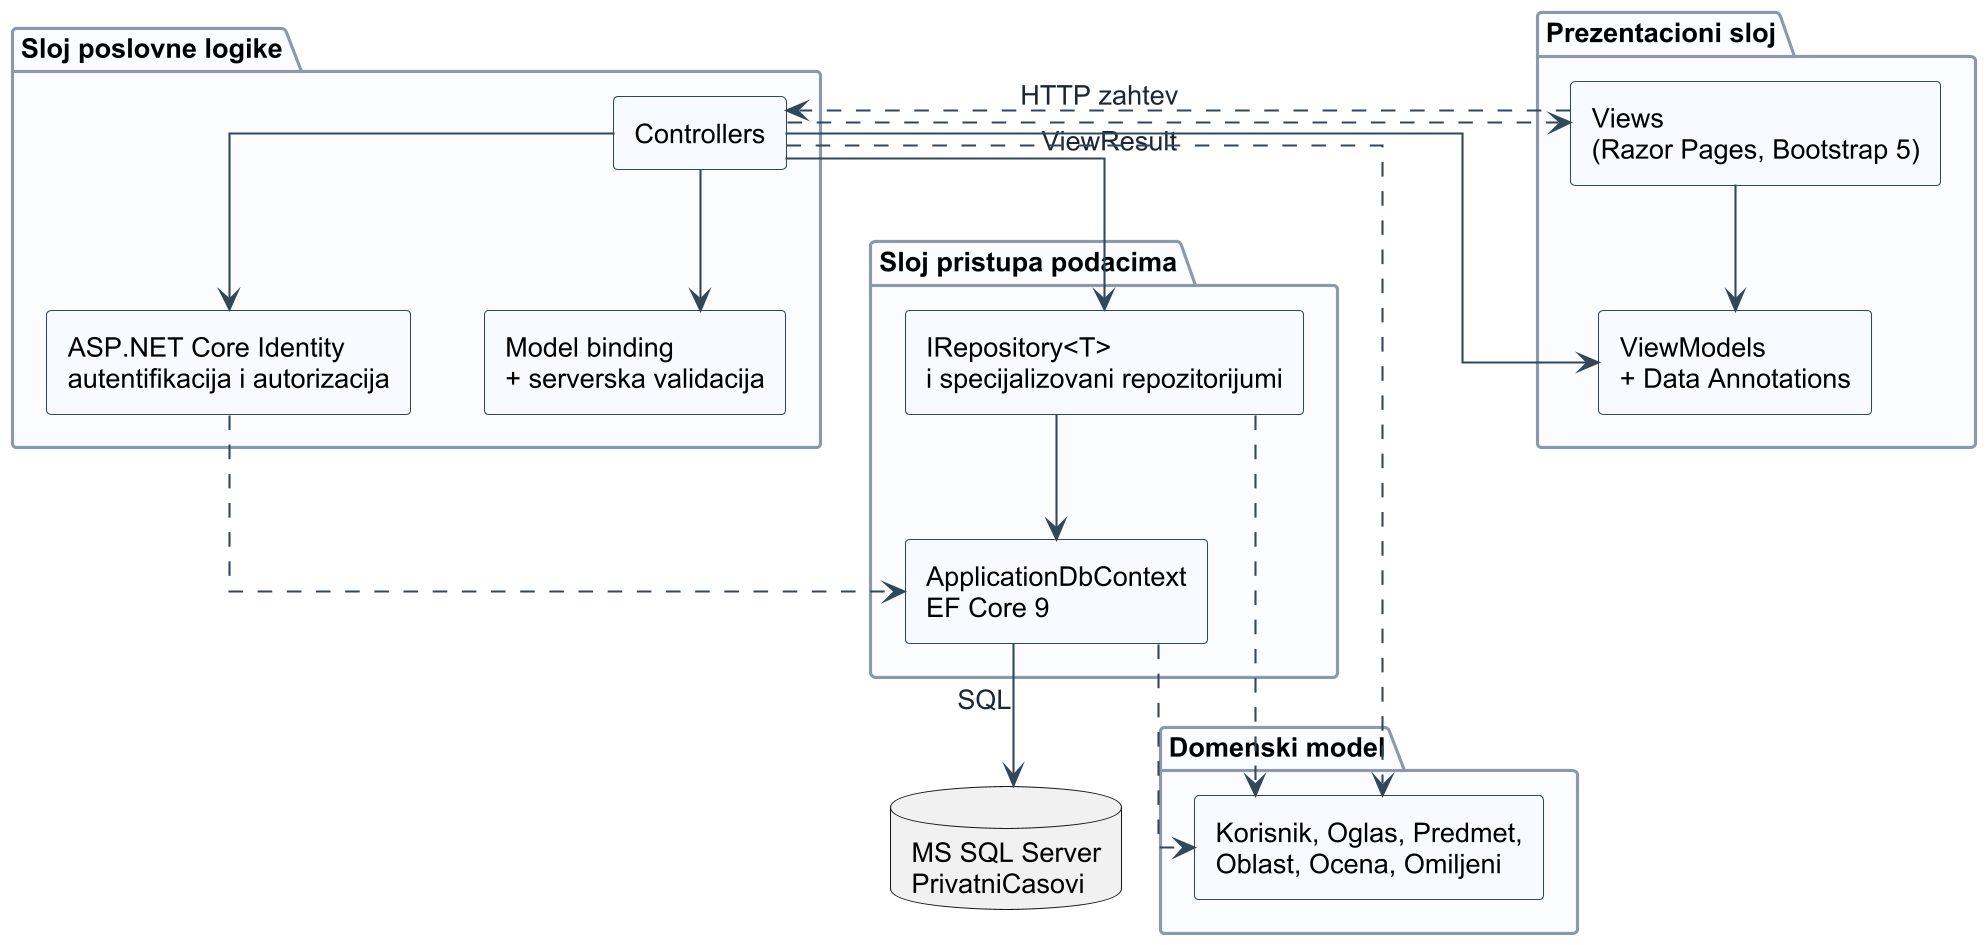 Sloj poslovne logike
Prezentacioni sloj
HTTP zahtev
Controllers
ViewResult
Views
(Razor Pages, Bootstrap 5)
Sloj pristupa podacima
ASP.NET Core Identity
autentifikacija i autorizacija
Model binding
+ serverska validacija
IRepository<T>
i specijalizovani repozitorijumi
ViewModels
+ Data Annotations
ApplicationDbContext
EF Core 9
SQL
Domenski model
MS SQL Server
PrivatniCasovi
Korisnik, Oglas, Predmet,
Oblast, Ocena, Omiljeni